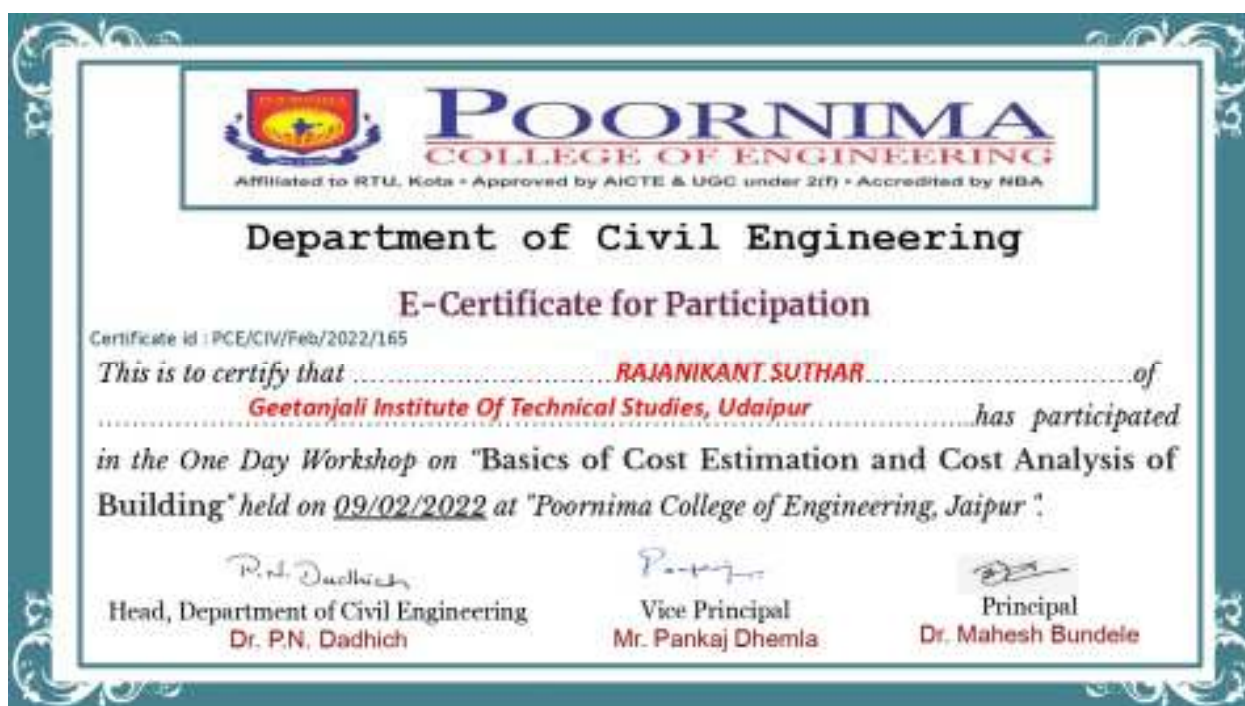 POORNIMA
COLLEGE OF ENGINEERING
Affiliated to RTU, Kota • Approved by AICTE & UGC under 2(f) • Accredited by NBA
Department of Civil Engineering
E-Certificate for Participation
Certificate id : PCE/CIV/Feb/2022/165
This is to certify that ........................ RAJANIKANT SUTHAR ........................ of
.................. Geetanjali Institute Of Technical Studies, Udaipur .................. has participated
in the One Day Workshop on "Basics of Cost Estimation and Cost Analysis of
Building" held on 09/02/2022 at "Poornima College of Engineering, Jaipur ".
P.N. Dadhich
Head, Department of Civil Engineering Vice Principal Principal
Dr. P.N. Dadhich Mr. Pankaj Dhemla Dr. Mahesh Bundele